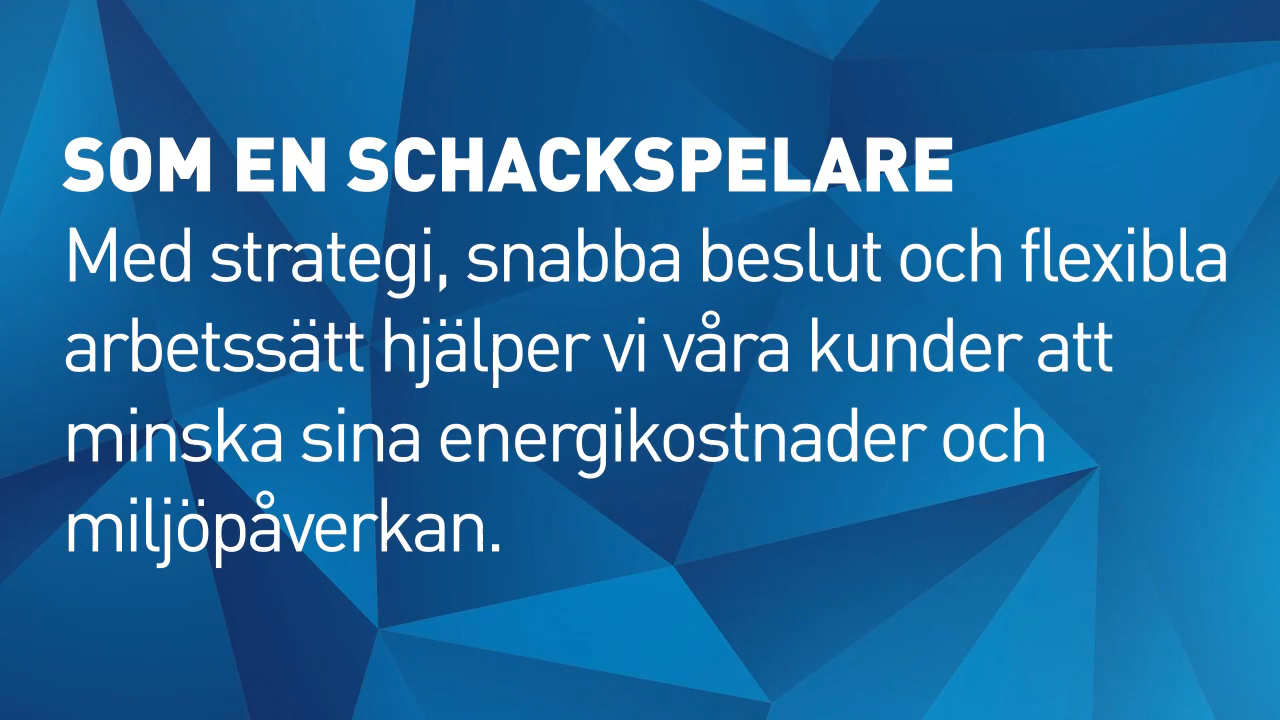 SOM EN SCHACKSPELARE
Med strategi, snabba beslut och flexibla
arbetssätt hjälper vi våra kunder att
minska sina energikostnader och
miljöpåverkan.